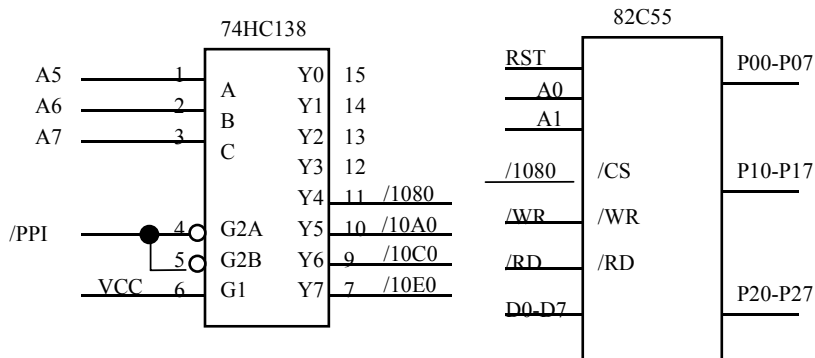 74HC138
A5 1 A Y0 15
A6 2 B Y1 14
A7 3 C Y2 13
Y3 12
Y4 11 /1080
/PPI 4 G2A Y5 10 /10A0
5 G2B Y6 9 /10C0
VCC 6 G1 Y7 7 /10E0
82C55
RST P00-P07
A0
A1
/1080 /CS P10-P17
/WR /WR
/RD /RD
D0-D7 P20-P27